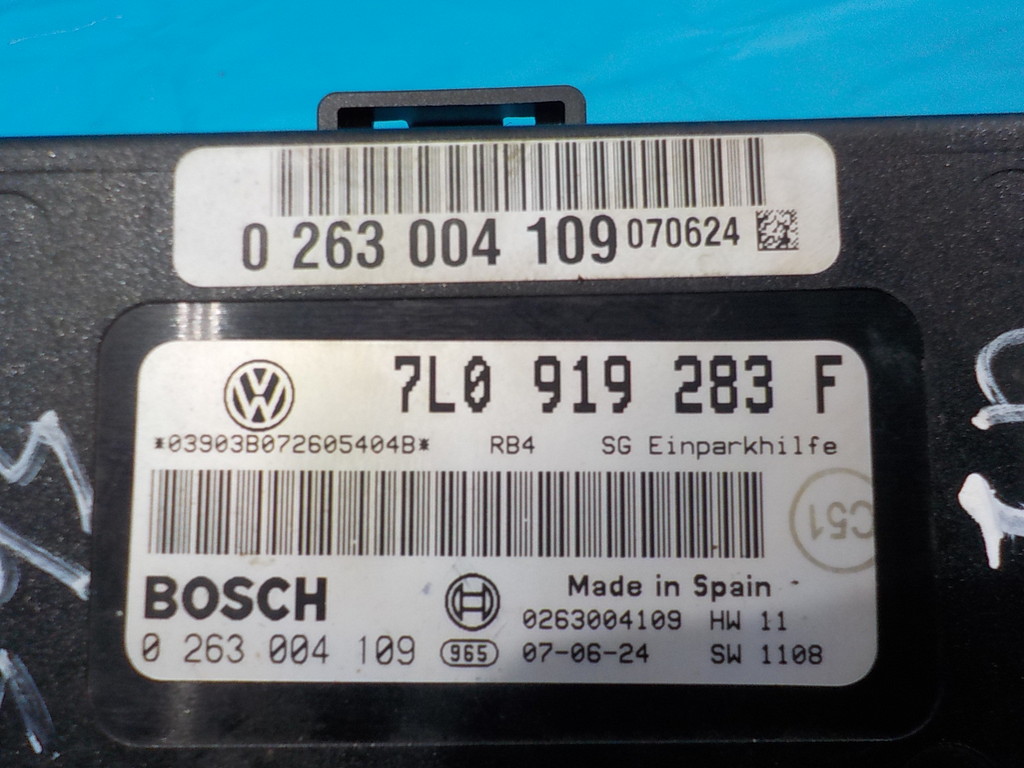 0 263 004 109 070624
7L0 919 283 F
*03903B072605404B* RB4 SG Einparkhilfe
C51
BOSCH
Made in Spain
0263004109 HW 11
0 263 004 109 965 07-06-24 SW 1108